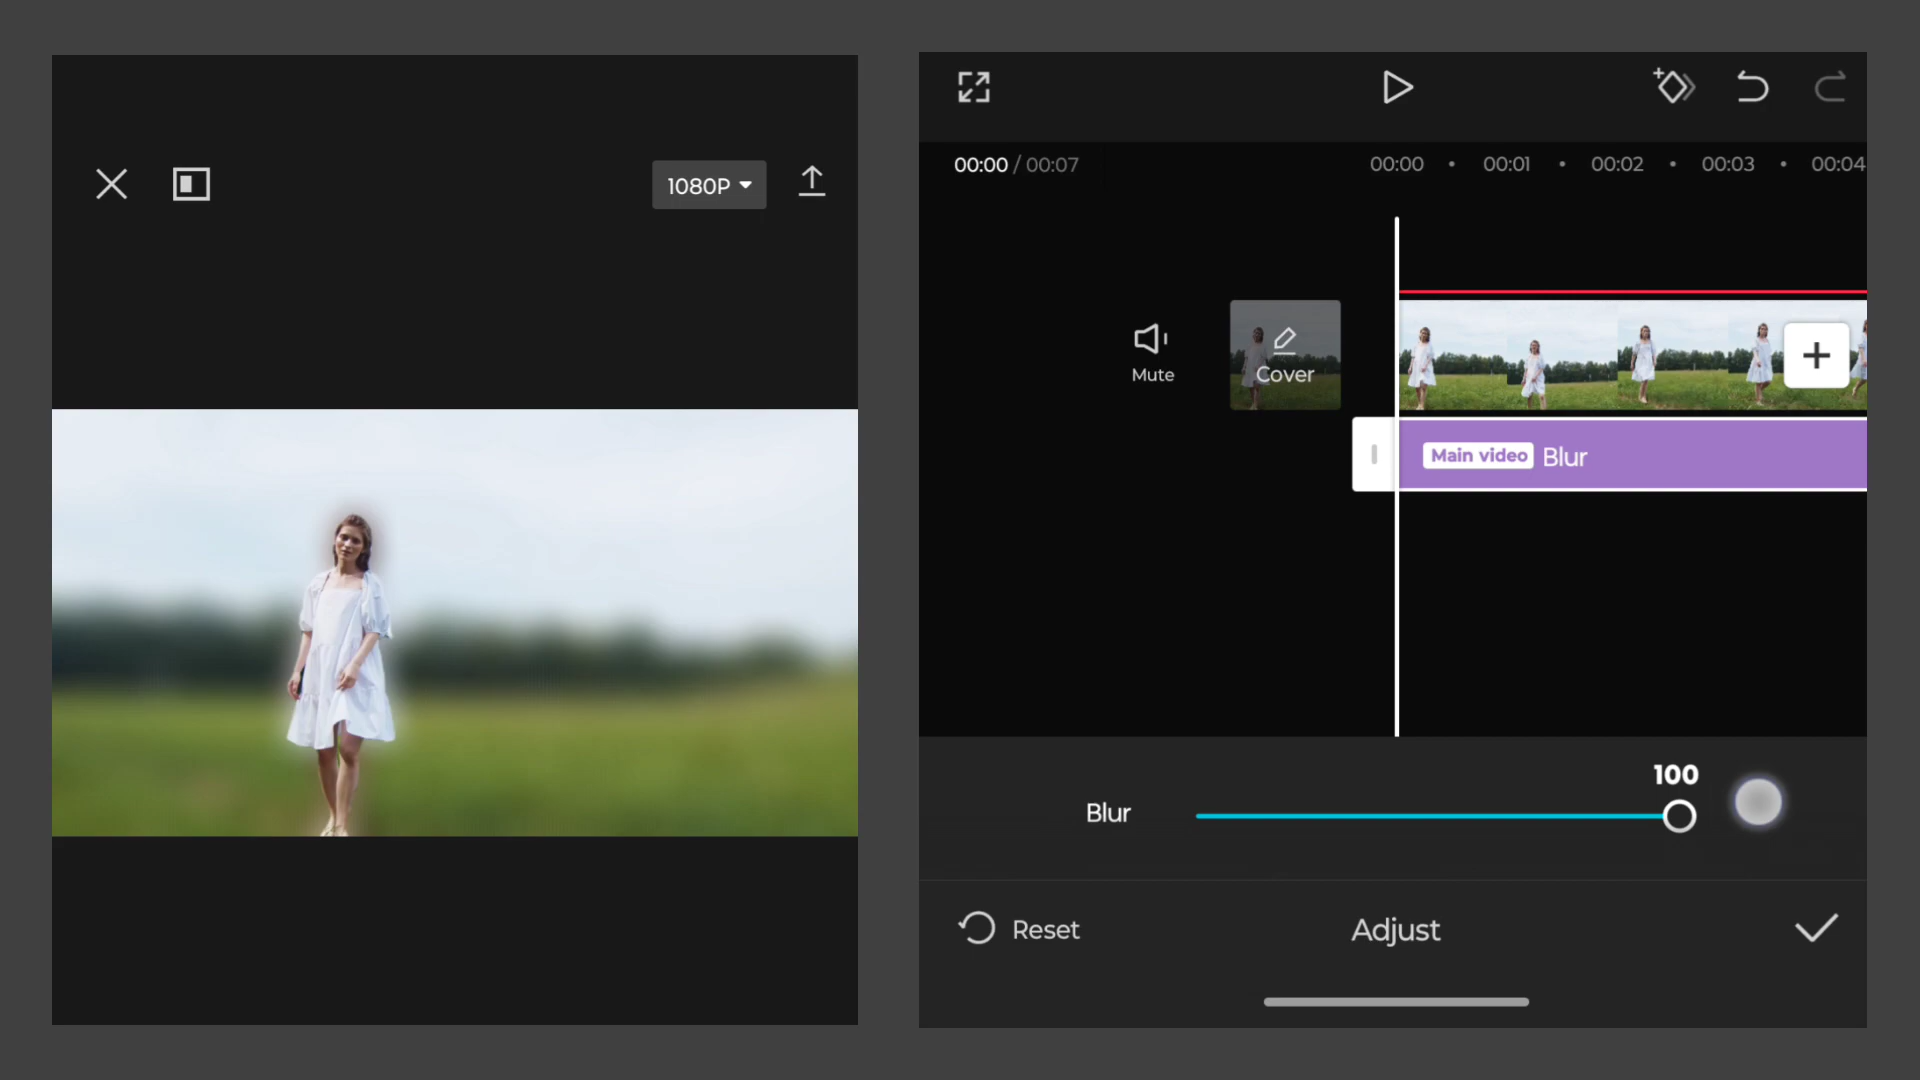 1080P
00:00 / 00:07
00:00 • 00:01 • 00:02 • 00:03 • 00:04
Mute
Cover
Main video Blur
100
Blur
Reset
Adjust